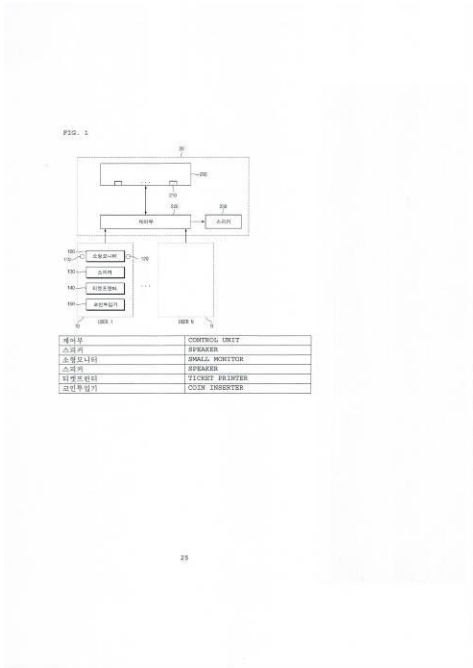 FIG. 1
20
200
...
210
220
230
제어부
스피커
100
110
소형모니터
120
130
스피커
140
티켓프린터
...
150
코인투입기
USER 1
USER N
10
제어부 CONTROL UNIT
스피커 SPEAKER
소형모니터 SMALL MONITOR
스피커 SPEAKER
티켓프린터 TICKET PRINTER
코인투입기 COIN INSERTER
25